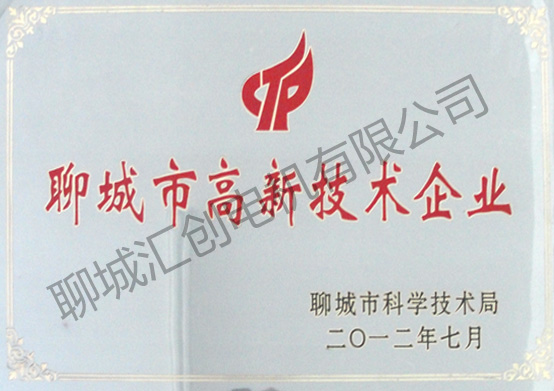 聊城市高新技术企业
聊城汇创电机有限公司
聊城市科学技术局
二〇一二年七月